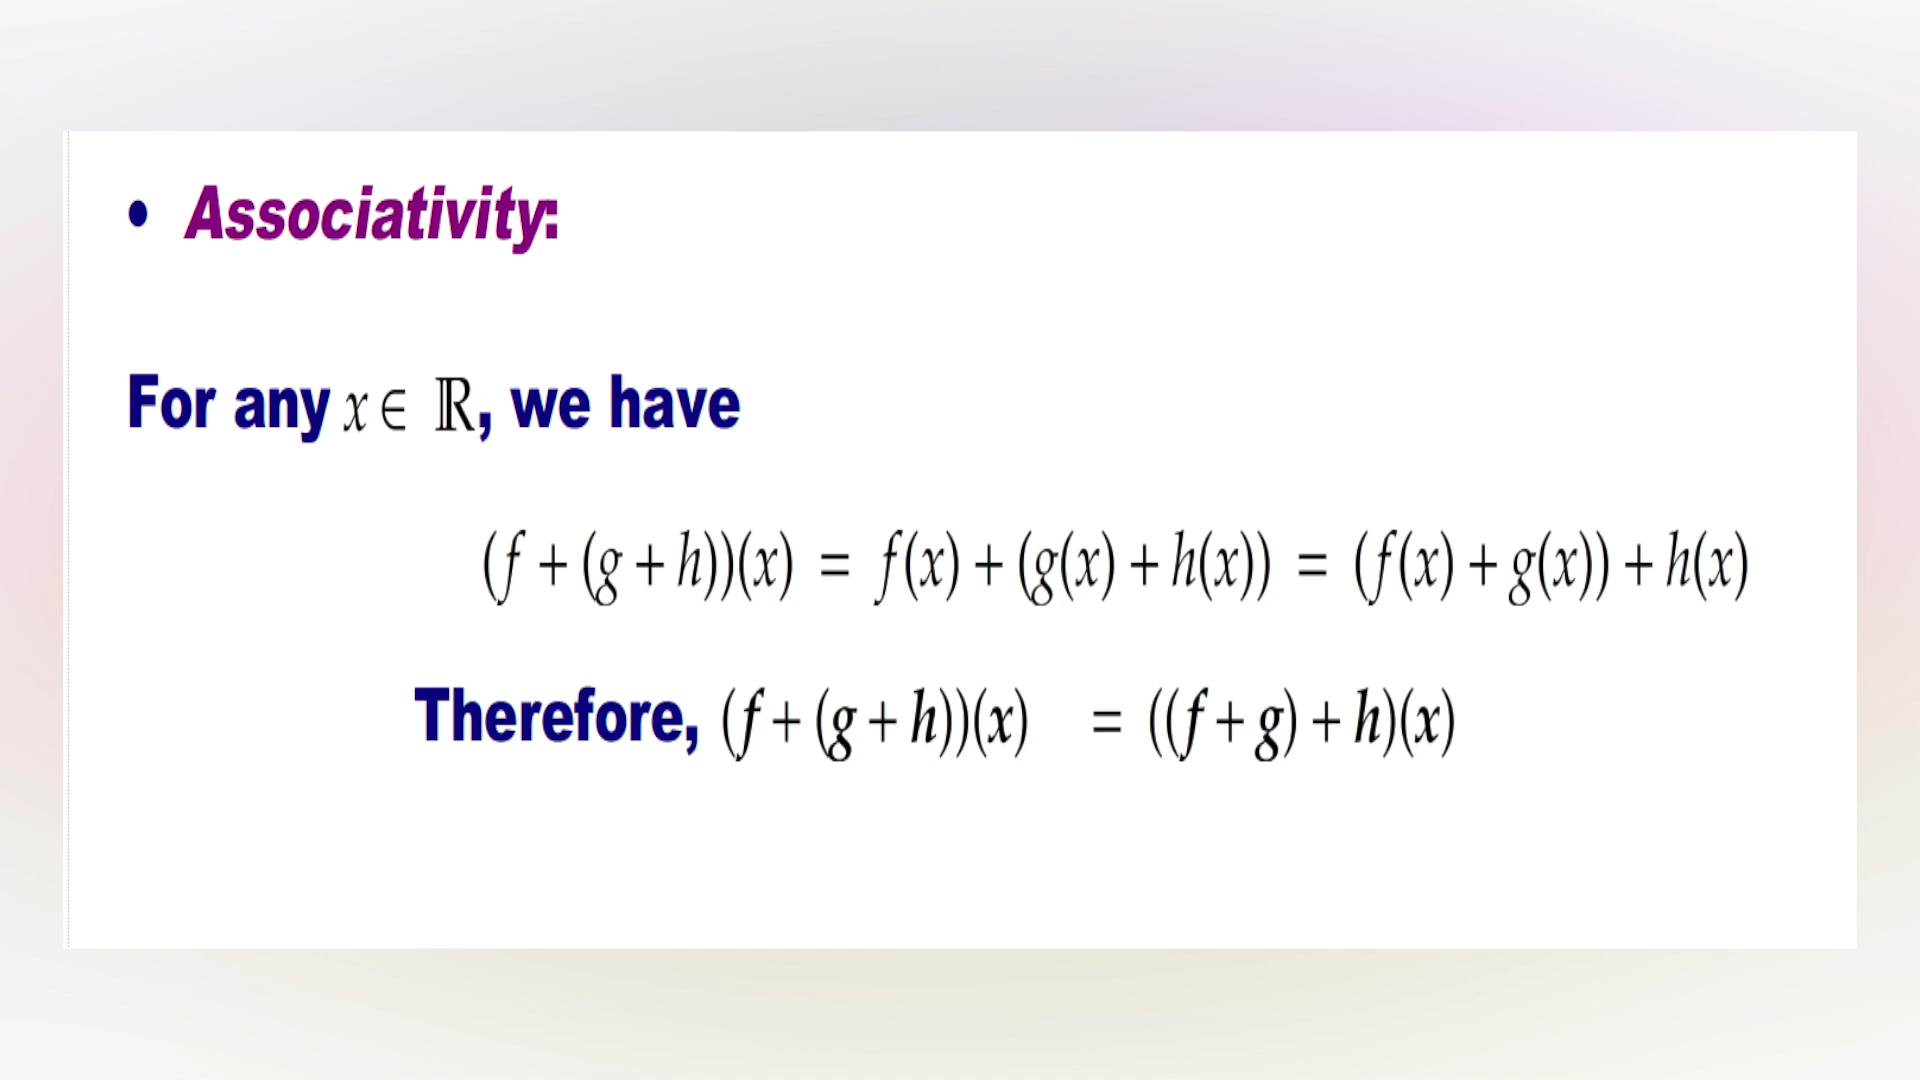 • Associativity:
For any x ∈ ℝ, we have
(f + (g + h))(x) = f(x) + (g(x) + h(x)) = (f(x) + g(x)) + h(x)
Therefore, (f + (g + h))(x) = ((f + g) + h)(x)